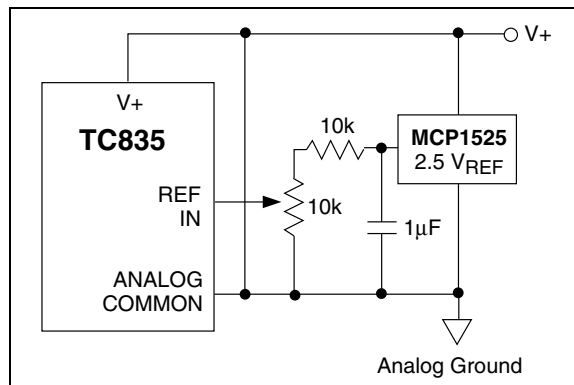 V+
V+
TC835
10k
MCP1525
2.5 VREF
REF
IN
10k
1µF
ANALOG
COMMON
Analog Ground